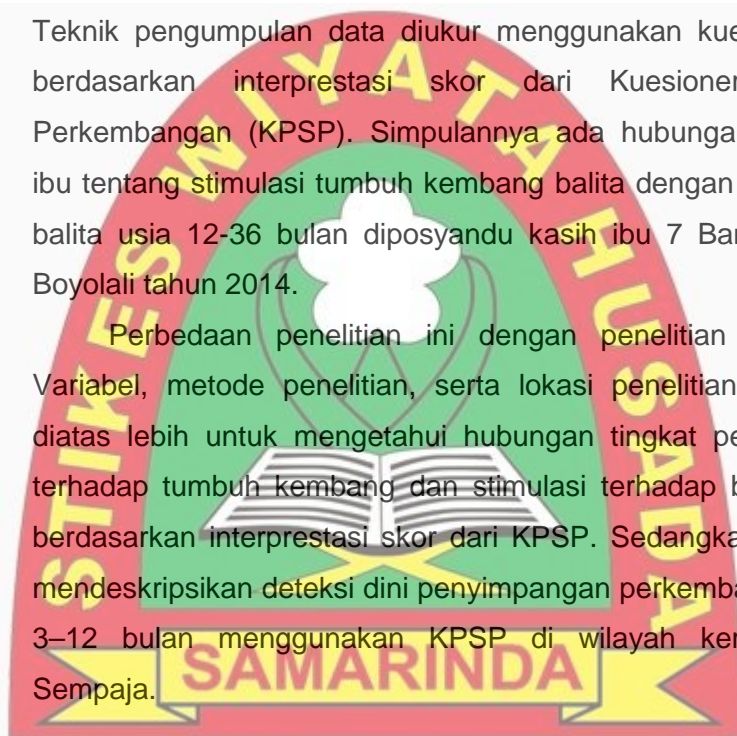 Teknik pengumpulan data diukur menggunakan kue
berdasarkan interprestasi skor dari Kuesioner
Perkembangan (KPSP). Simpulannya ada hubunga
ibu tentang stimulasi tumbuh kembang balita dengan
balita usia 12-36 bulan diposyandu kasih ibu 7 Bar
Boyolali tahun 2014.
Perbedaan penelitian ini dengan penelitian
Variabel, metode penelitian, serta lokasi penelitian
diatas lebih untuk mengetahui hubungan tingkat pe
terhadap tumbuh kembang dan stimulasi terhadap b
berdasarkan interprestasi skor dari KPSP. Sedangka
mendeskripsikan deteksi dini penyimpangan perkemba
3–12 bulan menggunakan KPSP di wilayah ker
Sempaja.
STIKES WIYATA HUSADA
SAMARINDA